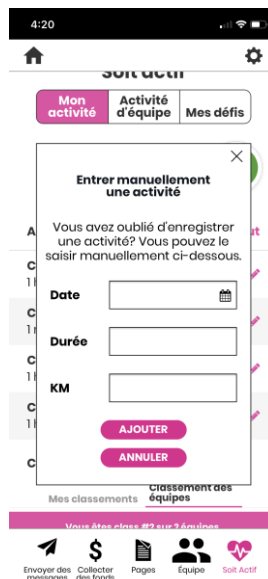 4:20
Soit actif
Mon activité
Activité d'équipe
Mes défis
Entrer manuellement
une activité
Vous avez oublié d'enregistrer
une activité? Vous pouvez le
saisir manuellement ci-dessous.
Date
Durée
KM
AJOUTER
ANNULER
Mes classements
Classement des
équipes
Vous êtes class #2 sur 2 équipes
Envoyer des
messages
Collecter
des fonds
Pages
Équipe
Soit Actif